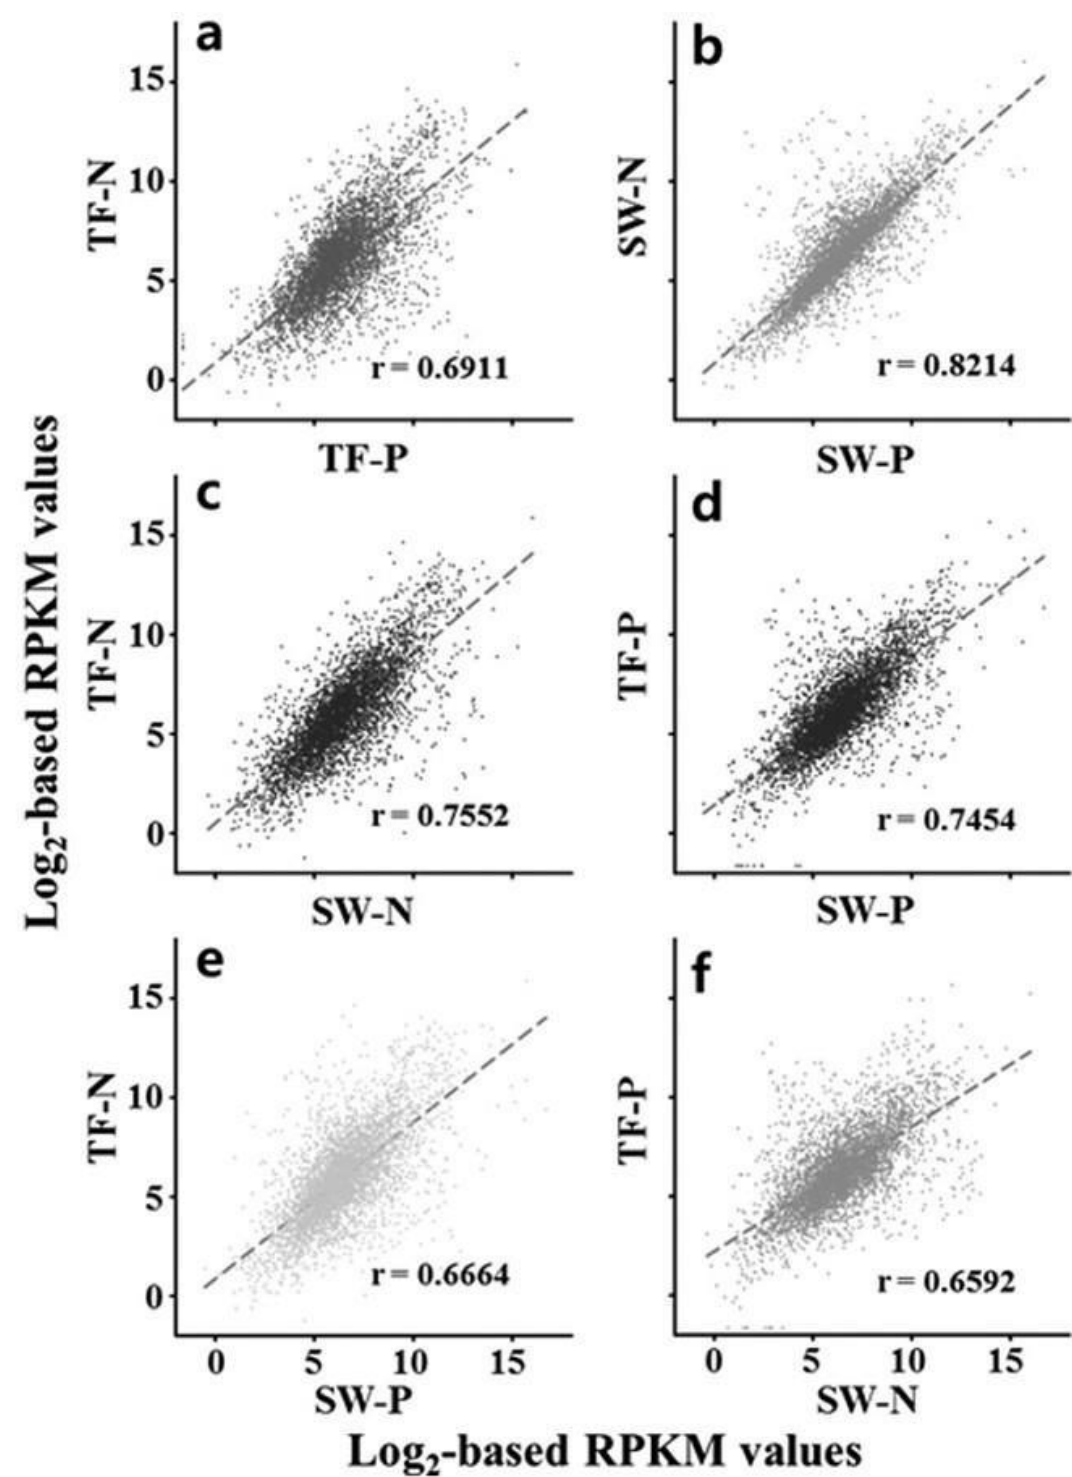 a
15
10
5
0
TF-N
r = 0.6911
TF-P
b
SW-N
r = 0.8214
SW-P
Log2-based RPKM values
c
15
10
5
0
TF-N
r = 0.7552
SW-N
d
TF-P
r = 0.7454
SW-P
e
15
10
5
0
TF-N
r = 0.6664
0 5 10 15
SW-P
f
TF-P
r = 0.6592
0 5 10 15
SW-N
Log2-based RPKM values